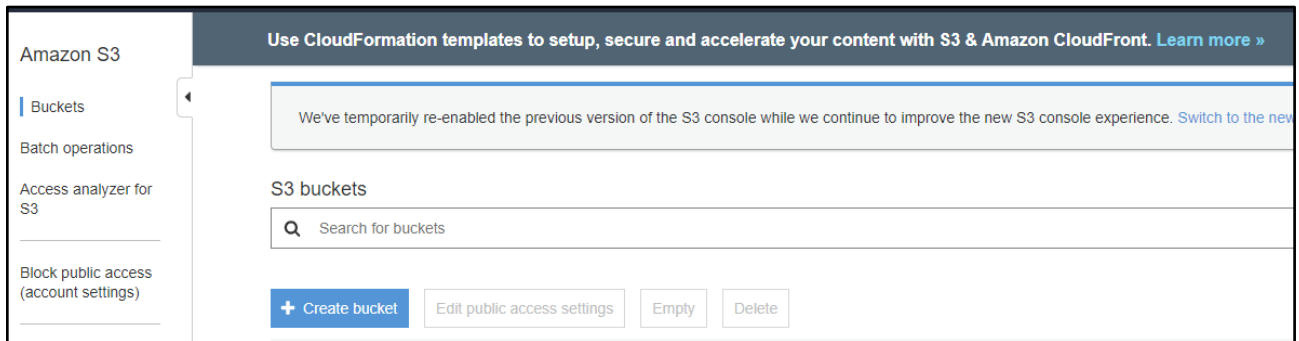 Amazon S3
Buckets
Batch operations
Access analyzer for
S3
Block public access
(account settings)
Use CloudFormation templates to setup, secure and accelerate your content with S3 & Amazon CloudFront. Learn more »
We've temporarily re-enabled the previous version of the S3 console while we continue to improve the new S3 console experience. Switch to the new
S3 buckets
Search for buckets
+ Create bucket
Edit public access settings
Empty
Delete